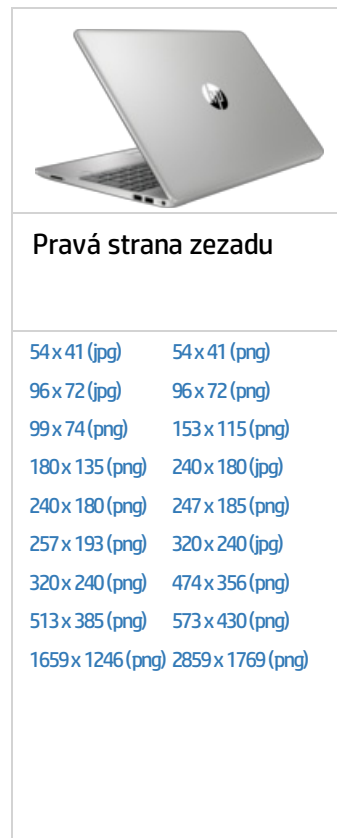 hp
Pravá strana zezadu
54 x 41 (jpg) 54 x 41 (png)
96 x 72 (jpg) 96 x 72 (png)
99 x 74 (png) 153 x 115 (png)
180 x 135 (png) 240 x 180 (jpg)
240 x 180 (png) 247 x 185 (png)
257 x 193 (png) 320 x 240 (jpg)
320 x 240 (png) 474 x 356 (png)
513 x 385 (png) 573 x 430 (png)
1659 x 1246 (png) 2859 x 1769 (png)